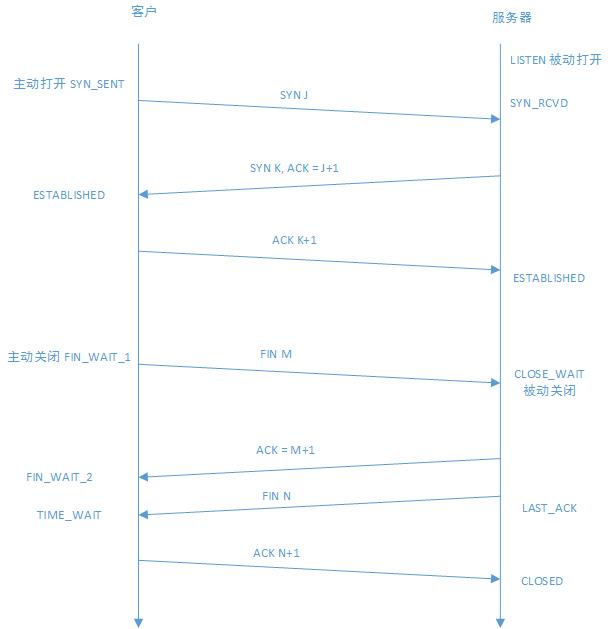 客户
服务器
LISTEN 被动打开
主动打开 SYN_SENT
SYN J
SYN_RCVD
SYN K, ACK = J+1
ESTABLISHED
ACK K+1
ESTABLISHED
主动关闭 FIN_WAIT_1
FIN M
CLOSE_WAIT
被动关闭
ACK = M+1
FIN_WAIT_2
FIN N
TIME_WAIT
LAST_ACK
ACK N+1
CLOSED